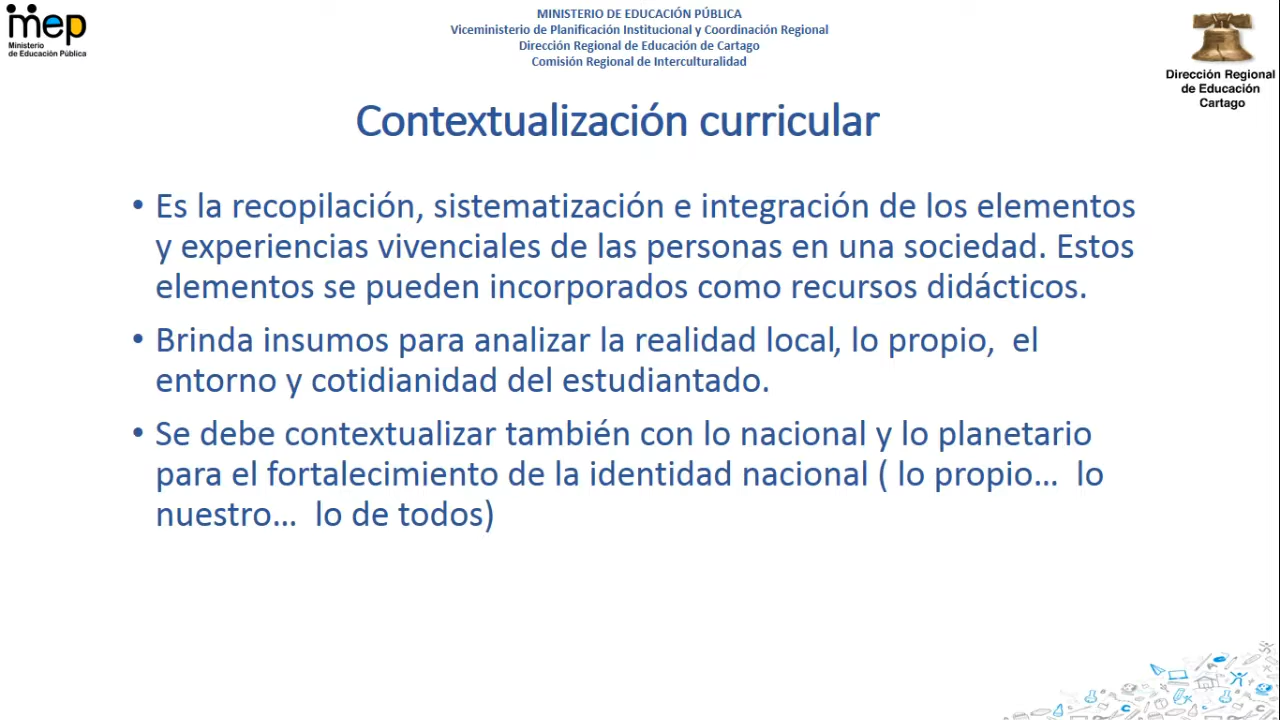 mep
Ministerio
de Educación Pública
MINISTERIO DE EDUCACIÓN PÚBLICA
Viceministerio de Planificación Institucional y Coordinación Regional
Dirección Regional de Educación de Cartago
Comisión Regional de Interculturalidad
Dirección Regional
de Educación
Cartago
Contextualización curricular
• Es la recopilación, sistematización e integración de los elementos
y experiencias vivenciales de las personas en una sociedad. Estos
elementos se pueden incorporados como recursos didácticos.
• Brinda insumos para analizar la realidad local, lo propio,  el
entorno y cotidianidad del estudiantado.
• Se debe contextualizar también con lo nacional y lo planetario
para el fortalecimiento de la identidad nacional ( lo propio...  lo
nuestro...  lo de todos)